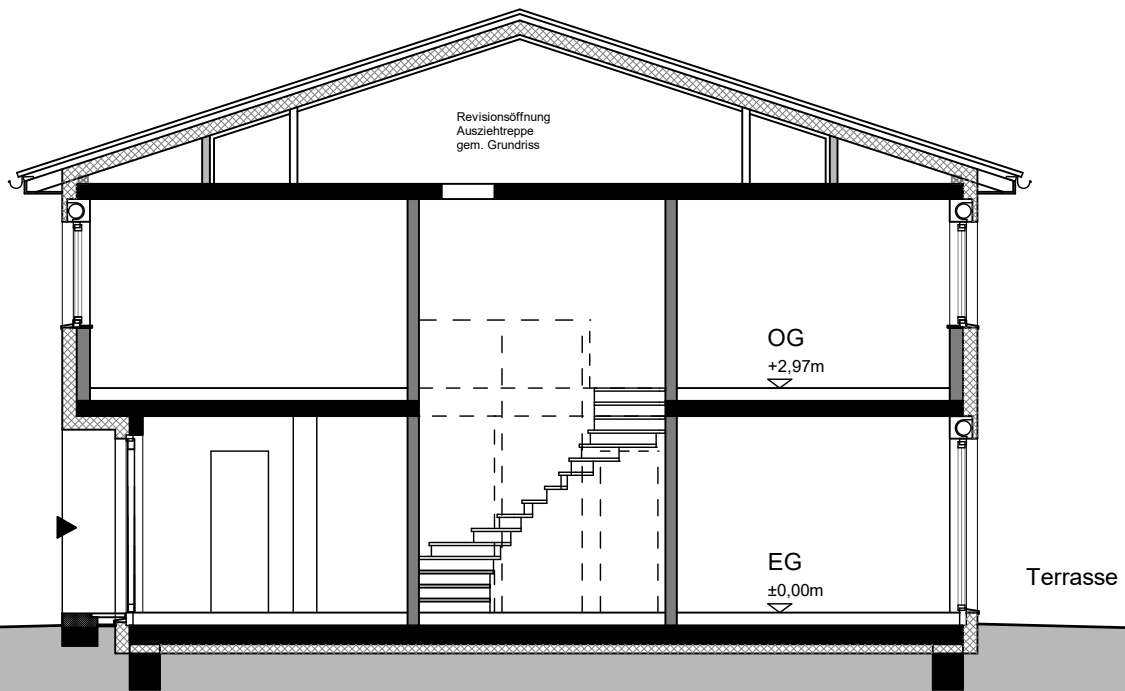 Revisionsöffnung
Ausziehtreppe
gem. Grundriss
OG
+2,97m
EG
±0,00m
Terrasse